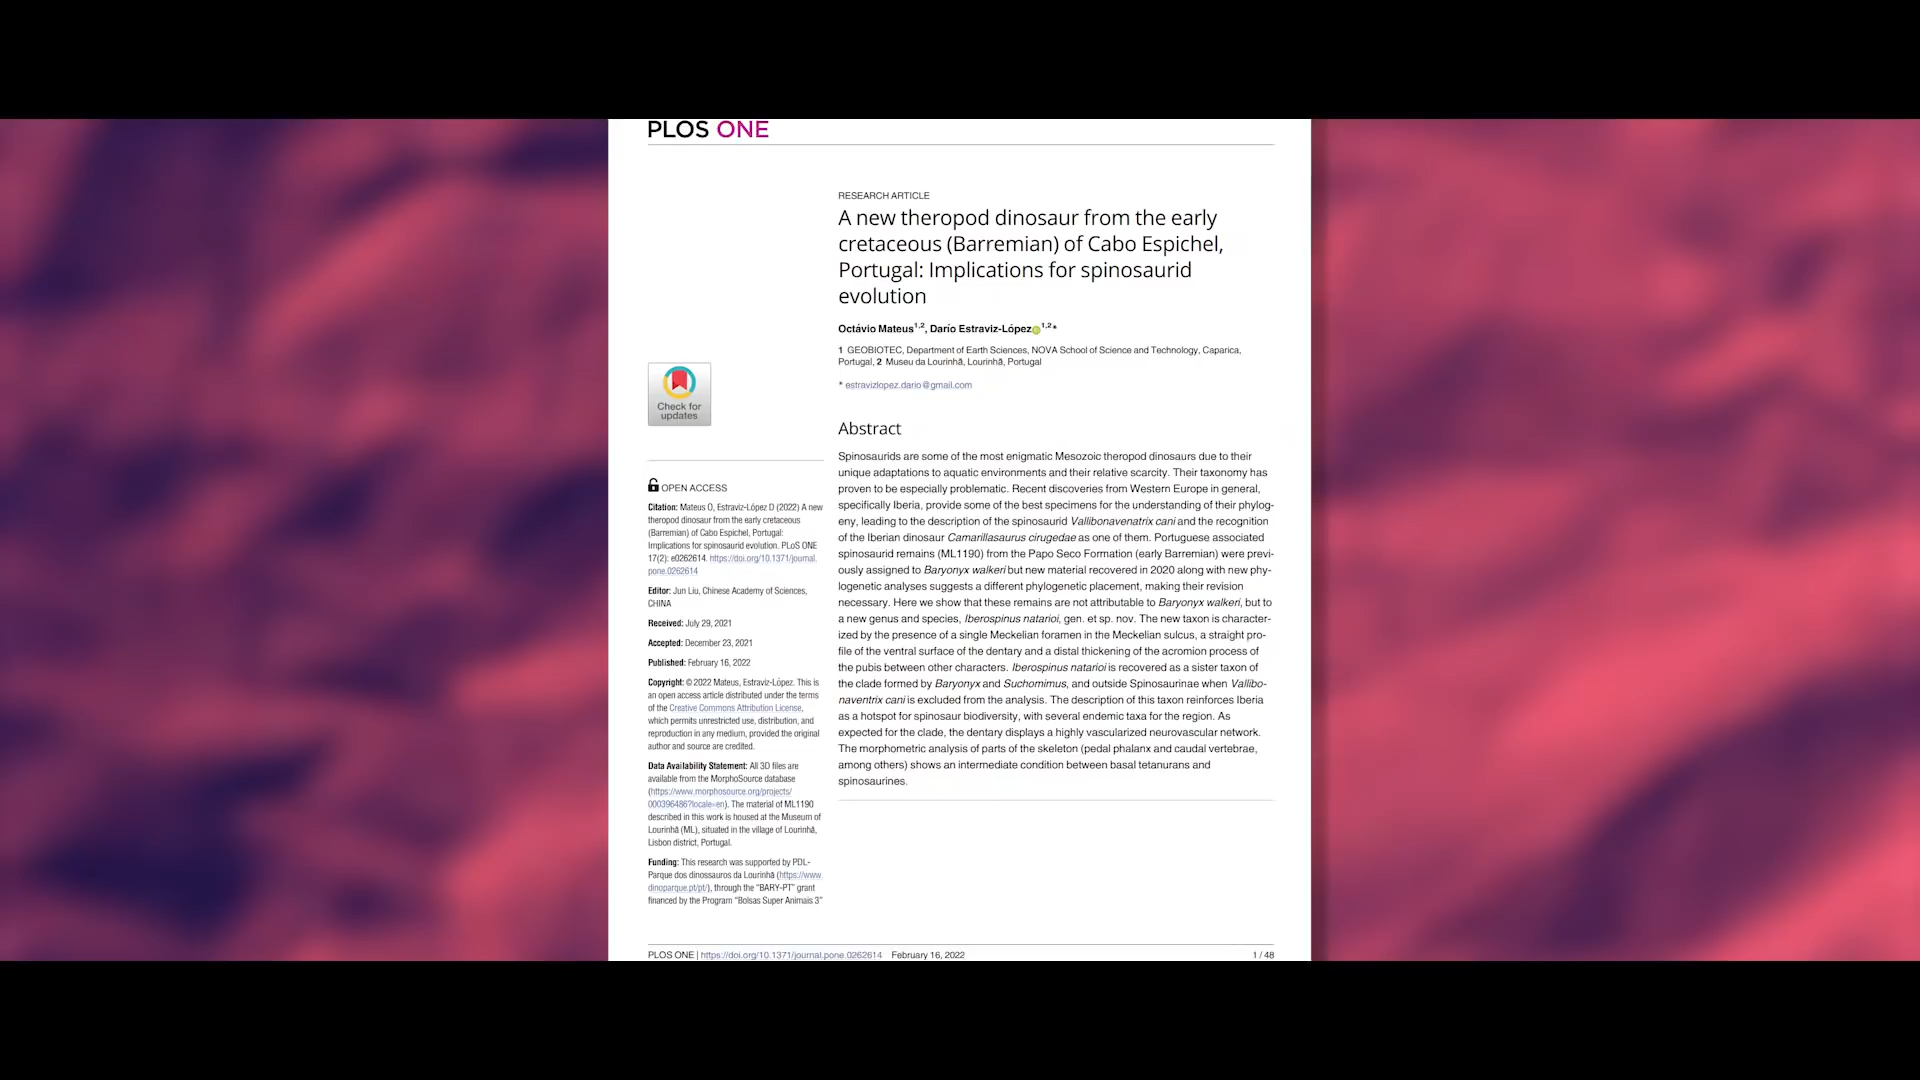 PLOS ONE
RESEARCH ARTICLE
A new theropod dinosaur from the early
cretaceous (Barremian) of Cabo Espichel,
Portugal: Implications for spinosaurid
evolution
Octávio Mateus1,2, Darío Estraviz-López1,2*
1 GEOBIOTEC, Department of Earth Sciences, NOVA School of Science and Technology, Caparica,
Portugal, 2 Museu da Lourinhã, Lourinhã, Portugal
* estravizlopez.dario@gmail.com
Check for
updates
OPEN ACCESS
Citation: Mateus O, Estraviz-López D (2022) A new
theropod dinosaur from the early cretaceous
(Barremian) of Cabo Espichel, Portugal:
Implications for spinosaurid evolution. PLoS ONE
17(2): e0262614. https://doi.org/10.1371/journal.
pone.0262614
Editor: Jun Liu, Chinese Academy of Sciences,
CHINA
Received: July 29, 2021
Accepted: December 23, 2021
Published: February 16, 2022
Copyright: © 2022 Mateus, Estraviz-López. This is
an open access article distributed under the terms
of the Creative Commons Attribution License,
which permits unrestricted use, distribution, and
reproduction in any medium, provided the original
author and source are credited.
Data Availability Statement: All 3D files are
available from the MorphoSource database
(https://www.morphosource.org/projects/
000396486?locale=en). The material of ML1190
described in this work is housed at the Museum of
Lourinhã (ML), situated in the village of Lourinhã,
Lisbon district, Portugal.
Funding: This research was supported by PDL-
Parque dos dinossauros da Lourinhã (https://www.
dinoparque.pt/pt/), through the “BARY-PT” grant
financed by the Program “Bolsas Super Animais 3”
Abstract
Spinosaurids are some of the most enigmatic Mesozoic theropod dinosaurs due to their
unique adaptations to aquatic environments and their relative scarcity. Their taxonomy has
proven to be especially problematic. Recent discoveries from Western Europe in general,
specifically Iberia, provide some of the best specimens for the understanding of their phylog-
eny, leading to the description of the spinosaurid Vallibonavenatrix cani and the recognition
of the Iberian dinosaur Camarillasaurus cirugedae as one of them. Portuguese associated
spinosaurid remains (ML1190) from the Papo Seco Formation (early Barremian) were previ-
ously assigned to Baryonyx walkeri but new material recovered in 2020 along with new phy-
logenetic analyses suggests a different phylogenetic placement, making their revision
necessary. Here we show that these remains are not attributable to Baryonyx walkeri, but to
a new genus and species, Iberospinus natarioi, gen. et sp. nov. The new taxon is character-
ized by the presence of a single Meckelian foramen in the Meckelian sulcus, a straight pro-
file of the ventral surface of the dentary and a distal thickening of the acromion process of
the pubis between other characters. Iberospinus natarioi is recovered as a sister taxon of
the clade formed by Baryonyx and Suchomimus, and outside Spinosaurinae when Vallibo-
naventrix cani is excluded from the analysis. The description of this taxon reinforces Iberia
as a hotspot for spinosaur biodiversity, with several endemic taxa for the region. As
expected for the clade, the dentary displays a highly vascularized neurovascular network.
The morphometric analysis of parts of the skeleton (pedal phalanx and caudal vertebrae,
among others) shows an intermediate condition between basal tetanurans and
spinosaurines.
PLOS ONE | https://doi.org/10.1371/journal.pone.0262614 February 16, 2022
1 / 48